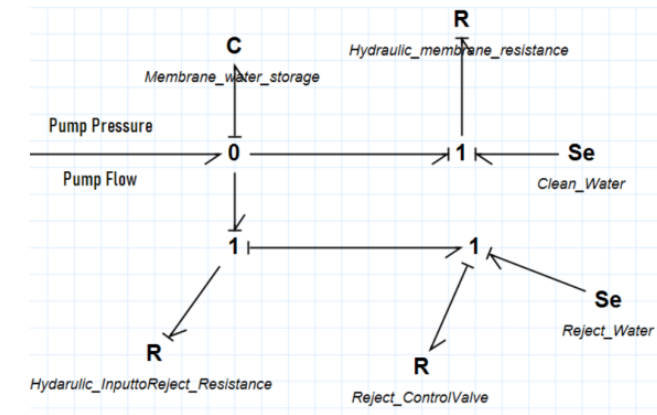 R
C
Hydraulic_membrane_resistance
Membrane_water_storage
Pump Pressure
0
1
Se
Pump Flow
Clean_Water
1
1
Se
Reject_Water
R
R
Hydarulic_InputtoReject_Resistance
Reject_ControlValve